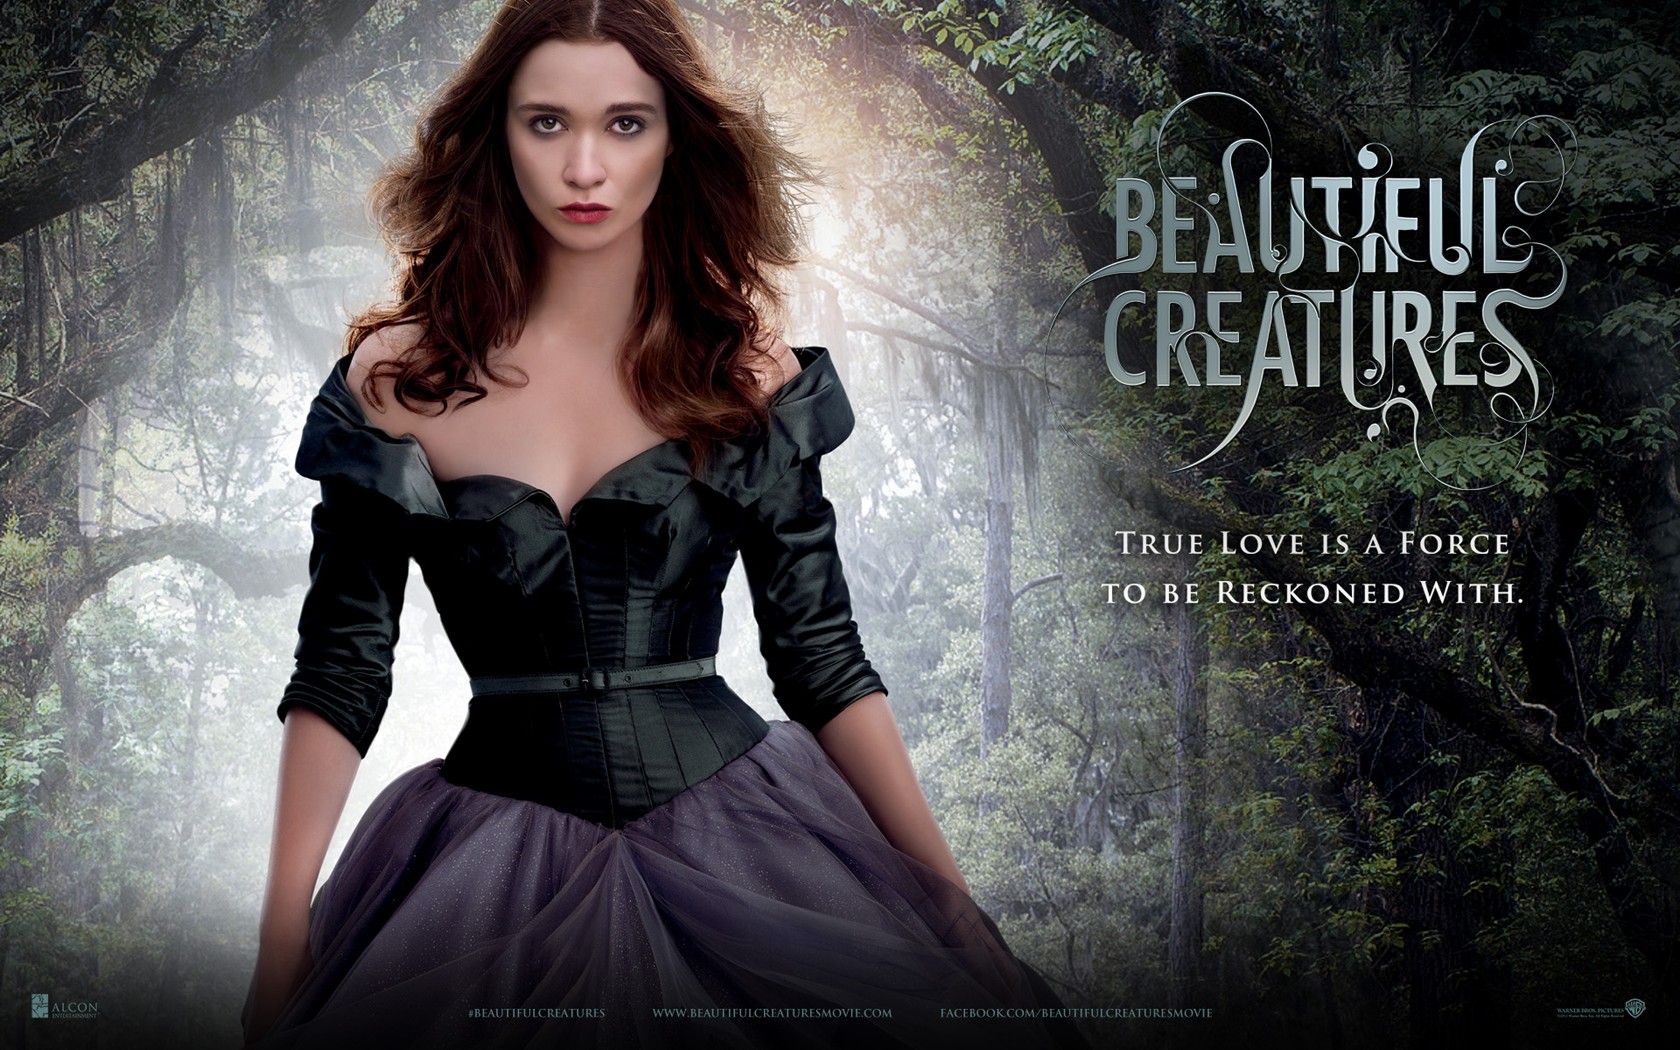 BEAUTIFUL
CREATURES
TRUE LOVE IS A FORCE
TO BE RECKONED WITH.
ALCON
ENTERTAINMENT
#BEAUTIFULCREATURES
WWW.BEAUTIFULCREATURESMOVIE.COM
FACEBOOK.COM/BEAUTIFULCREATURESMOVIE
WARNER BROS. PICTURES